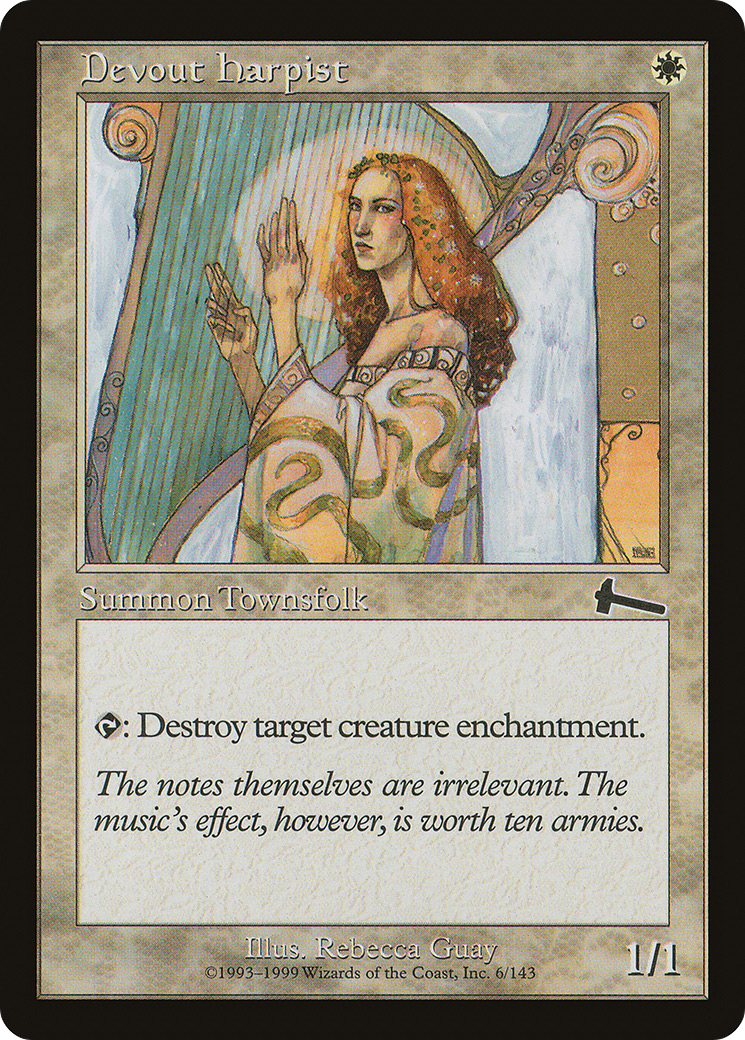 Devout Harpist
Summon Townsfolk
: Destroy target creature enchantment.
The notes themselves are irrelevant. The
music's effect, however, is worth ten armies.
Illus. Rebecca Guay
©1993–1999 Wizards of the Coast, Inc. 6/143
1/1